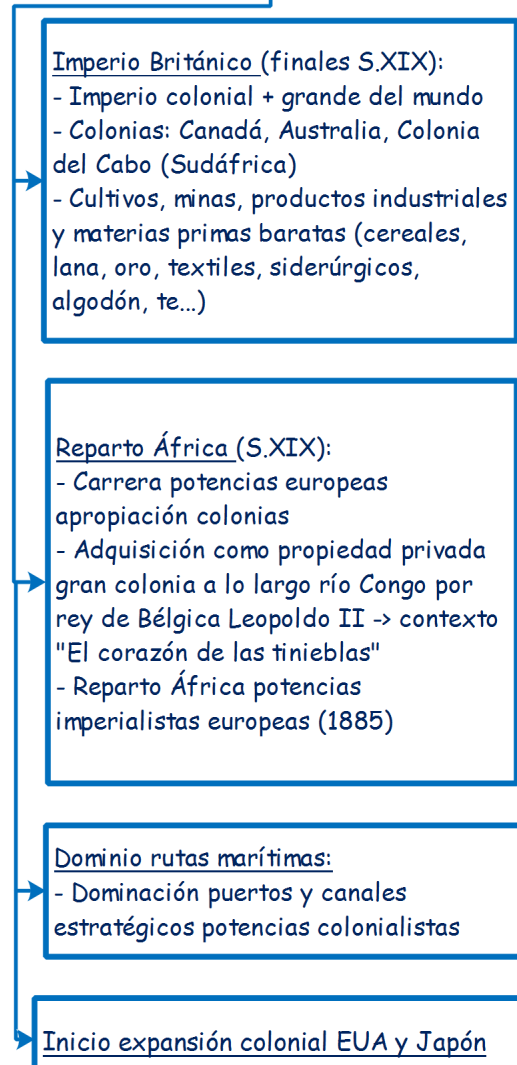 Imperio Británico (finales S.XIX):
- Imperio colonial + grande del mundo
- Colonias: Canadá, Australia, Colonia
del Cabo (Sudáfrica)
- Cultivos, minas, productos industriales
y materias primas baratas (cereales,
lana, oro, textiles, siderúrgicos,
algodón, te...)
Reparto África (S.XIX):
- Carrera potencias europeas
apropiación colonias
- Adquisición como propiedad privada
gran colonia a lo largo río Congo por
rey de Bélgica Leopoldo II -> contexto
"El corazón de las tinieblas"
- Reparto África potencias
imperialistas europeas (1885)
Dominio rutas marítimas:
- Dominación puertos y canales
estratégicos potencias colonialistas
Inicio expansión colonial EUA y Japón